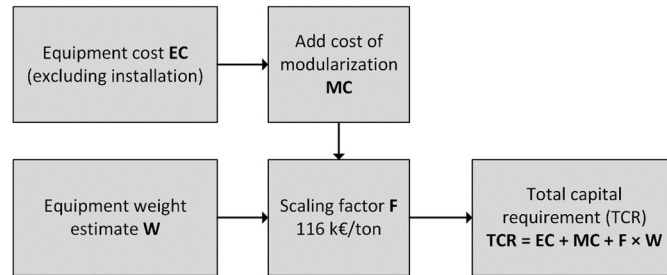 Equipment cost EC
(excluding installation)
Add cost of
modularization
MC
Equipment weight
estimate W
Scaling factor F
116 k€/ton
Total capital
requirement (TCR)
TCR = EC + MC + F × W